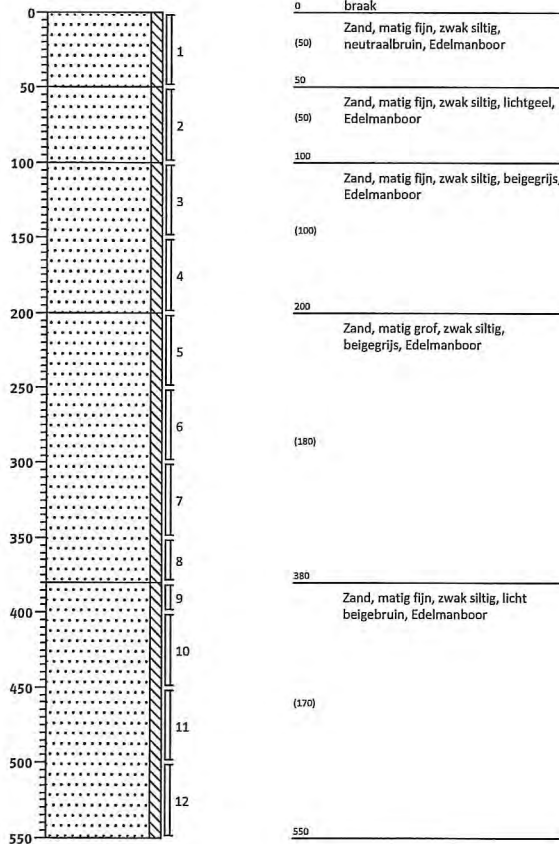 0
50
100
150
200
250
300
350
400
450
500
550
1
2
3
4
5
6
7
8
9
10
11
12
0 braak
(50) Zand, matig fijn, zwak siltig,
neutraalbruin, Edelmanboor
50
(50) Zand, matig fijn, zwak siltig, lichtgeel,
Edelmanboor
100
Zand, matig fijn, zwak siltig, beigegrijs,
Edelmanboor
(100)
200
Zand, matig grof, zwak siltig,
beigegrijs, Edelmanboor
(180)
380
Zand, matig fijn, zwak siltig, licht
beigebruin, Edelmanboor
(170)
550